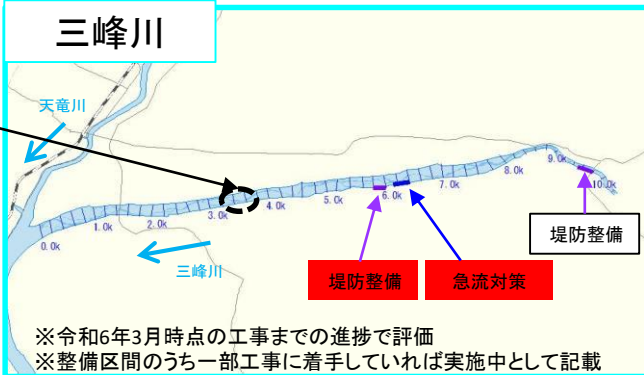 三峰川
天竜川
0.0k
1.0k
2.0k
3.0k
4.0k
5.0k
6.0k
7.0k
8.0k
9.0k
10.0k
三峰川
堤防整備
急流対策
堤防整備
※令和6年3月時点の工事までの進捗で評価
※整備区間のうち一部工事に着手していれば実施中として記載